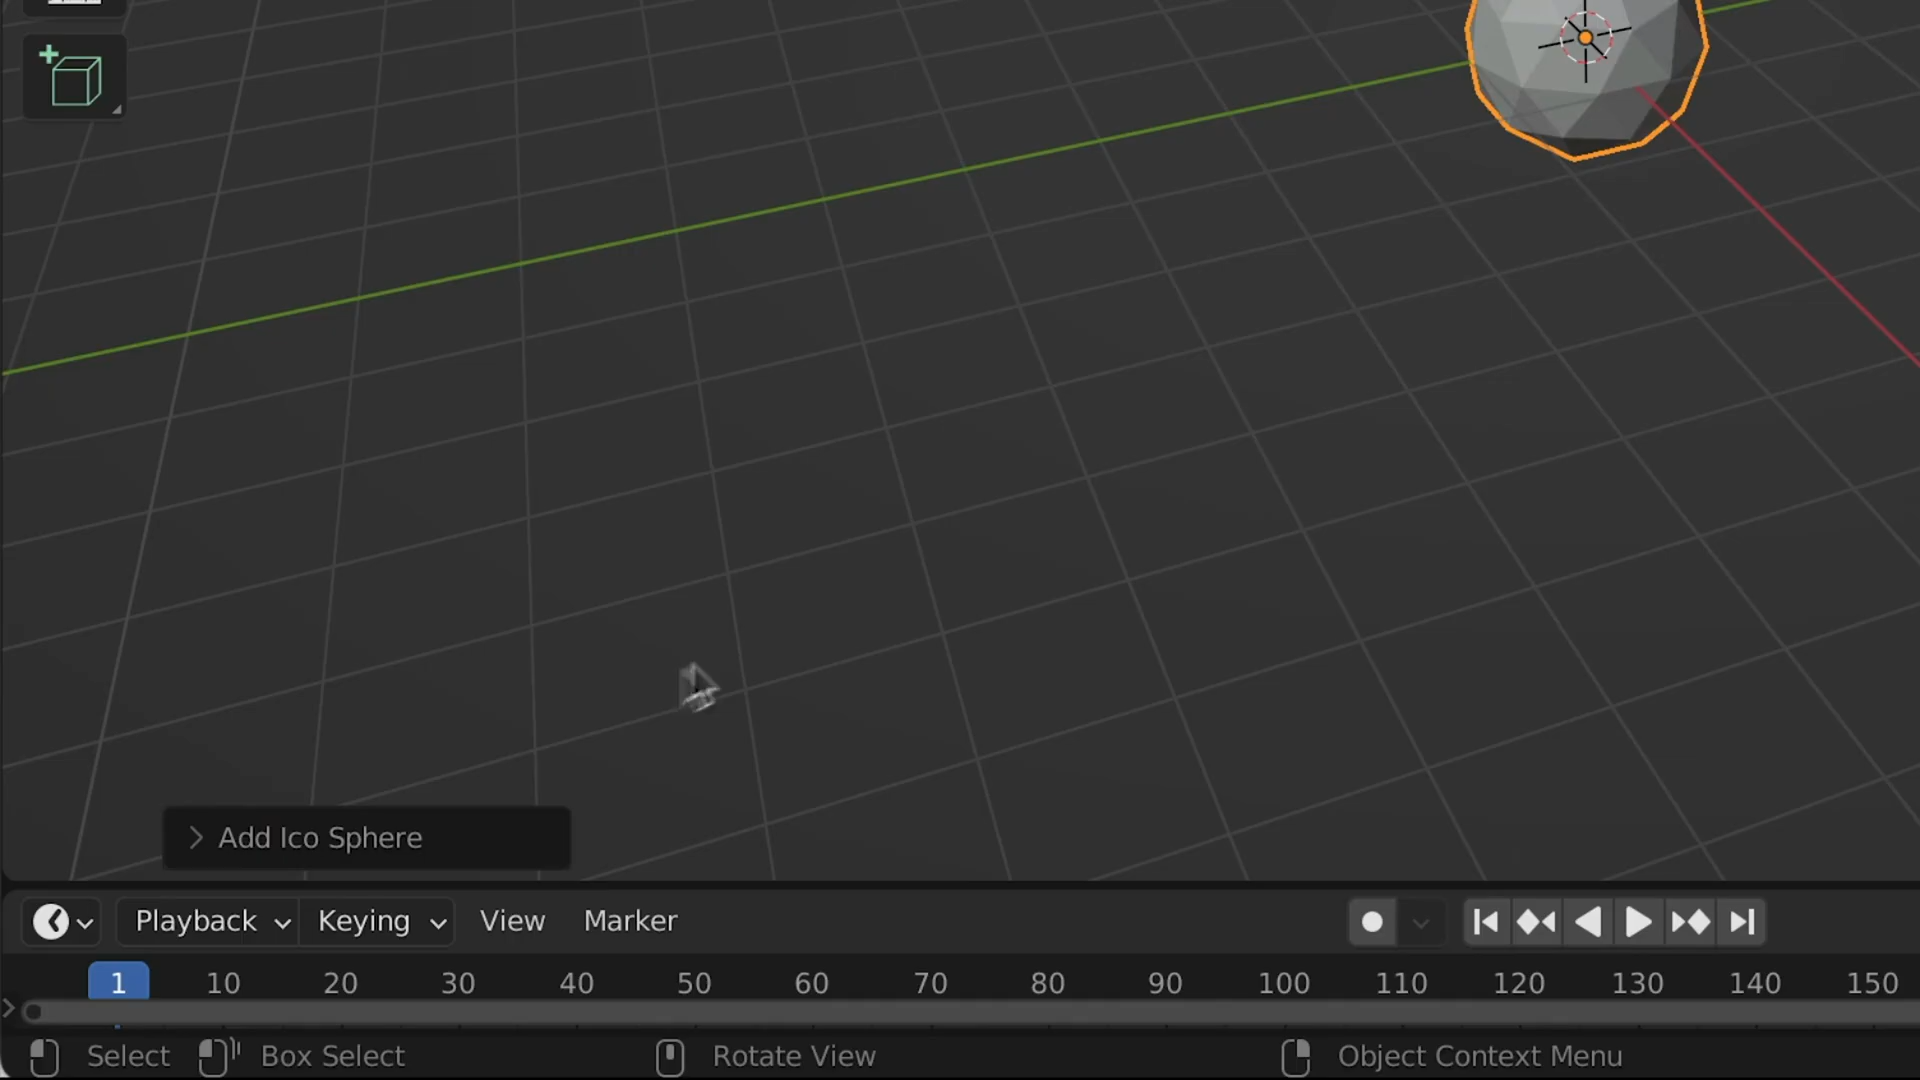 Add Ico Sphere
Playback Keying View Marker
1 10 20 30 40 50 60 70 80 90 100 110 120 130 140 150
Select Box Select Rotate View Object Context Menu